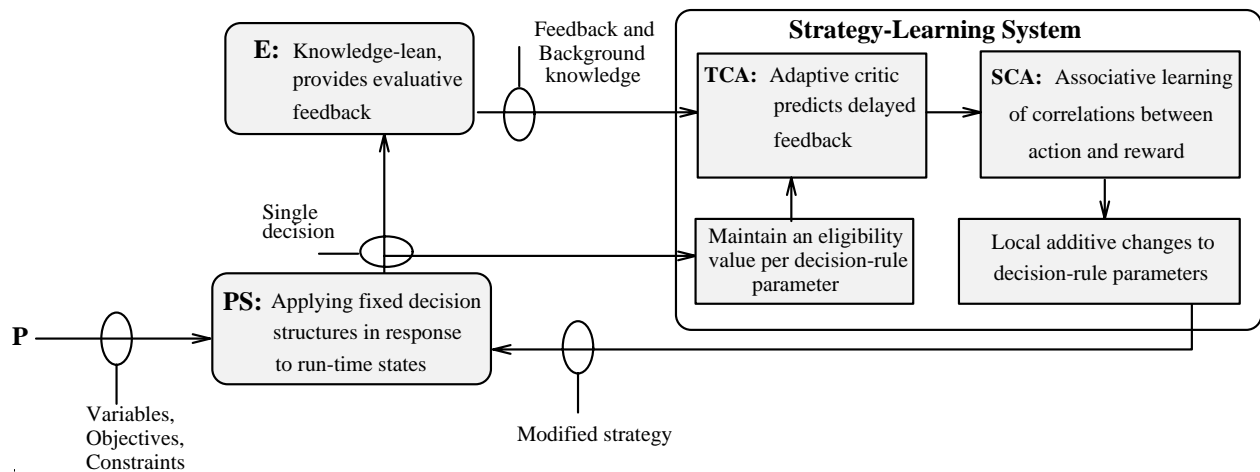 Strategy-Learning System
E: Knowledge-lean,
provides evaluative
feedback
Feedback and
Background
knowledge
TCA: Adaptive critic
predicts delayed
feedback
SCA: Associative learning
of correlations between
action and reward
Single
decision
Maintain an eligibility
value per decision-rule
parameter
Local additive changes to
decision-rule parameters
PS: Applying fixed decision
structures in response
to run-time states
P
Variables,
Objectives,
Constraints
Modified strategy